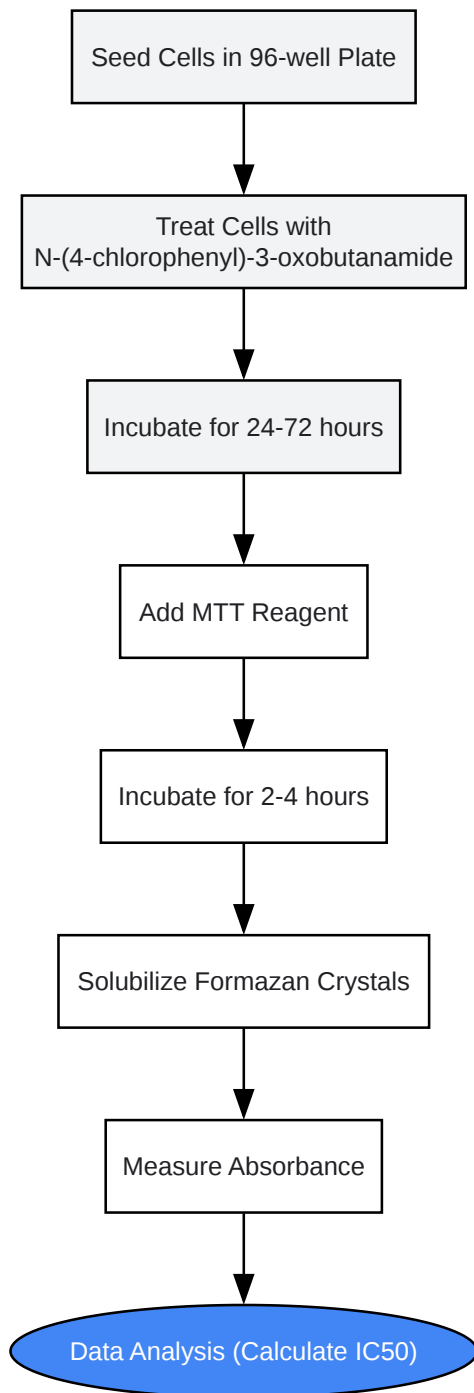 Seed Cells in 96-well Plate
Treat Cells with
N-(4-chlorophenyl)-3-oxobutanamide
Incubate for 24-72 hours
Add MTT Reagent
Incubate for 2-4 hours
Solubilize Formazan Crystals
Measure Absorbance
Data Analysis (Calculate IC50)